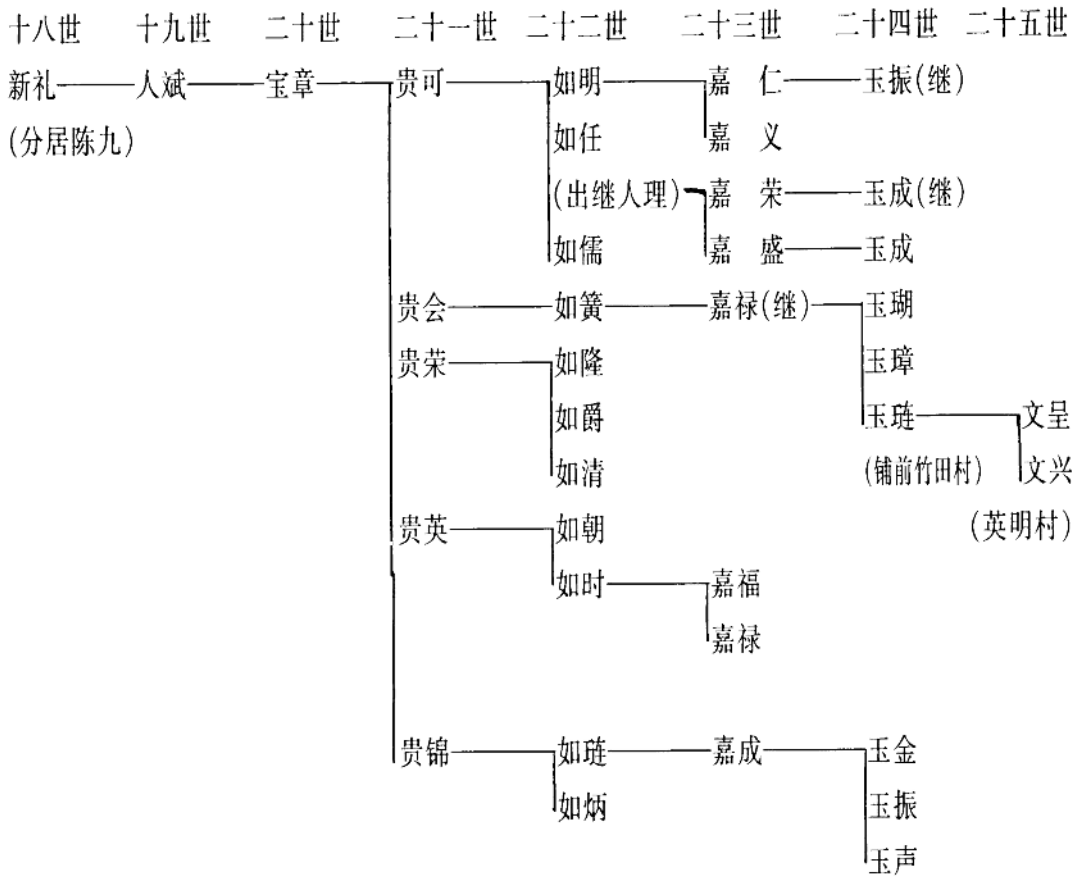 十八世 十九世 二十世 二十一世 二十二世 二十三世 二十四世 二十五世
新礼 人斌 宝章 贵可 如明 嘉 仁 玉振(继)
(分居陈九) 如任 嘉 义
(出继人理) 嘉 荣 玉成(继)
如儒 嘉 盛 玉成
贵会 如簧 嘉禄(继) 玉瑚
贵荣 如隆 玉璋
如爵 玉琏 文呈
如清 (铺前竹田村) 文兴
贵英 如朝 (英明村)
如时 嘉福
嘉禄
贵锦 如琏 嘉成 玉金
如炳 玉振
玉声